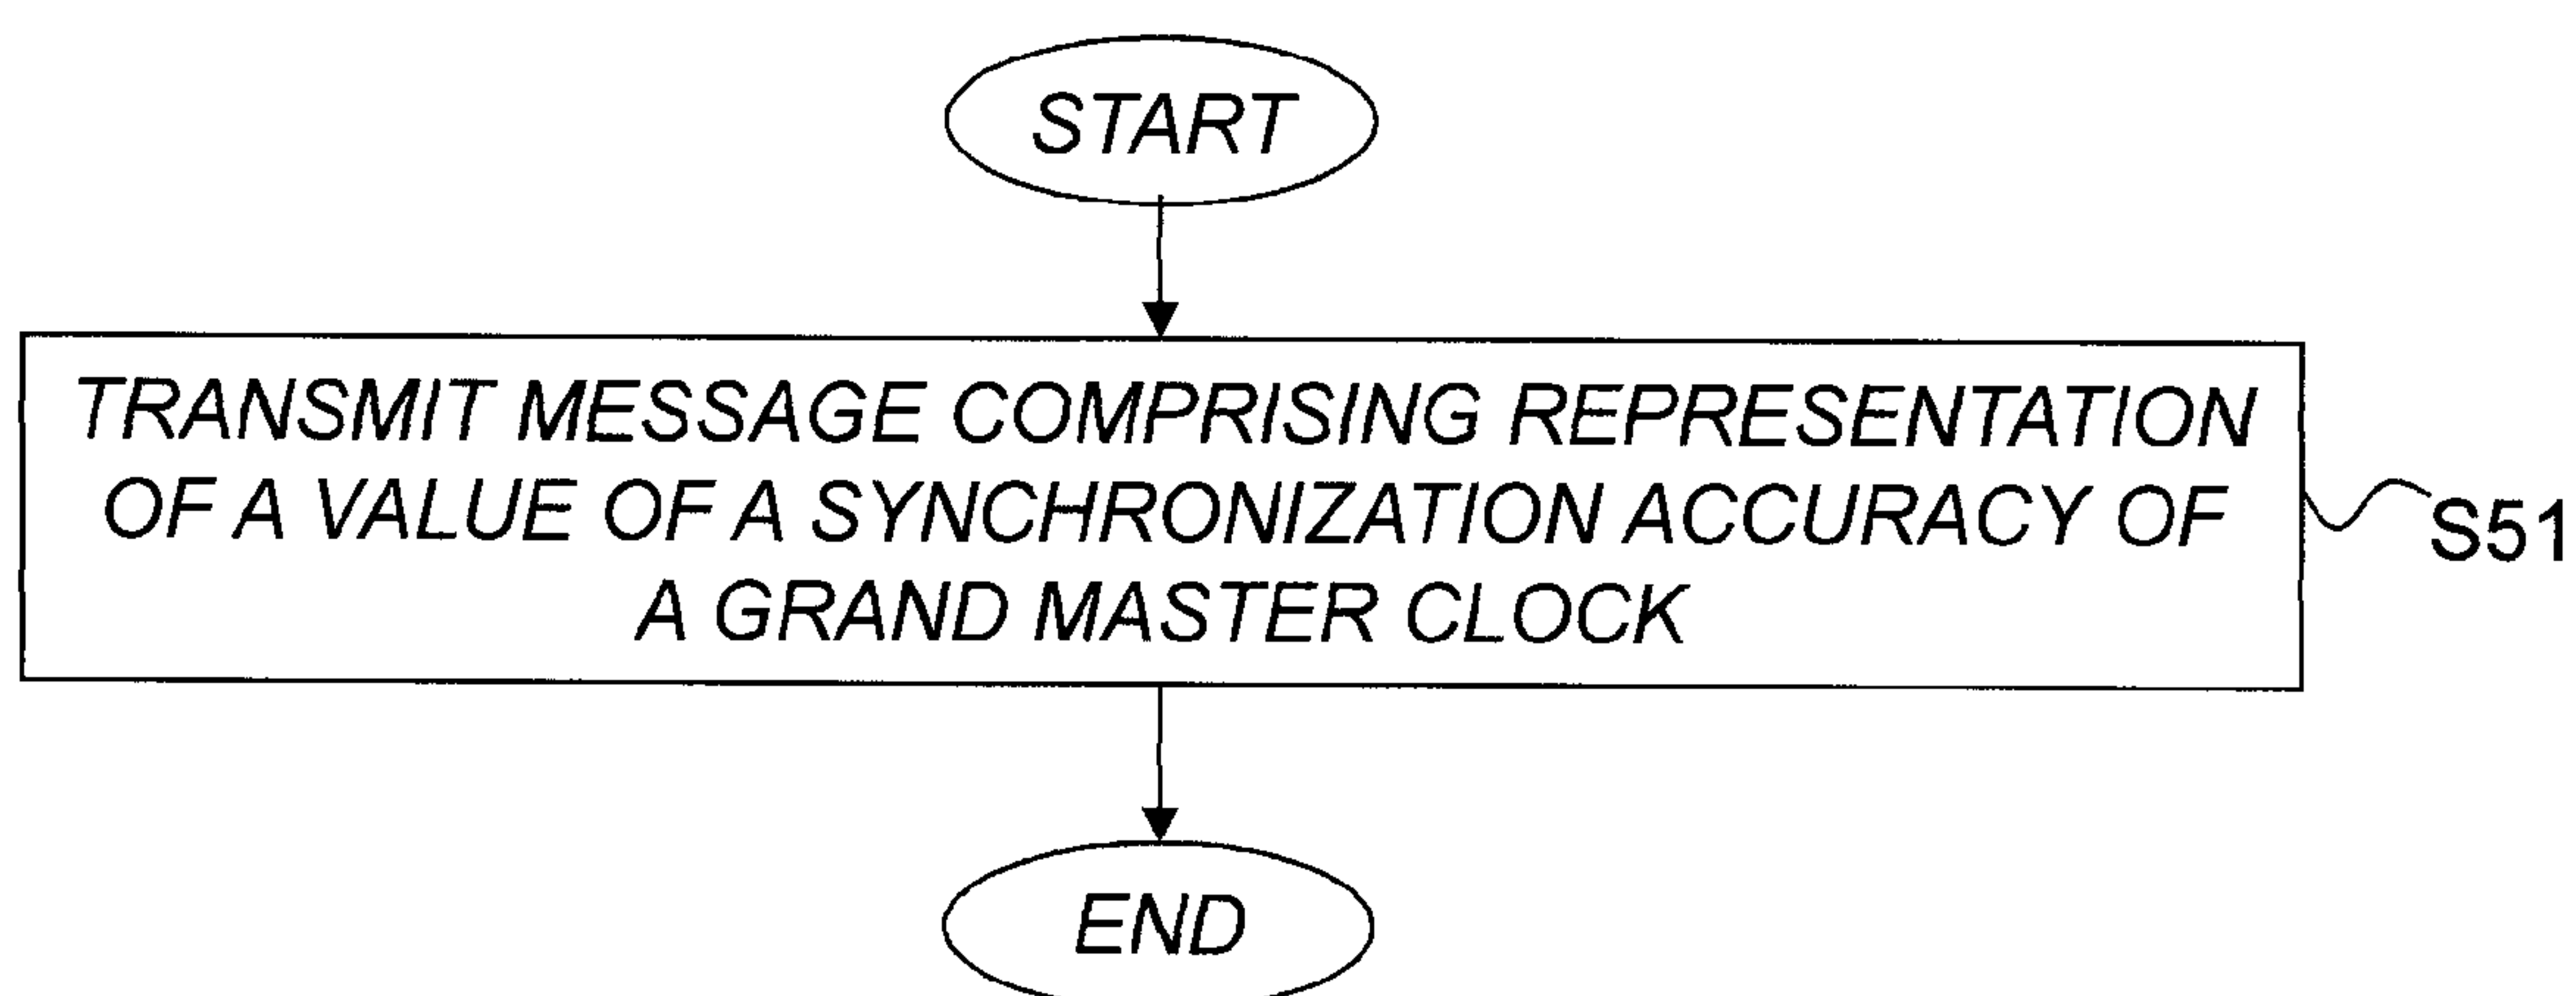 START
TRANSMIT MESSAGE COMPRISING REPRESENTATION
OF A VALUE OF A SYNCHRONIZATION ACCURACY OF
A GRAND MASTER CLOCK
S51
END